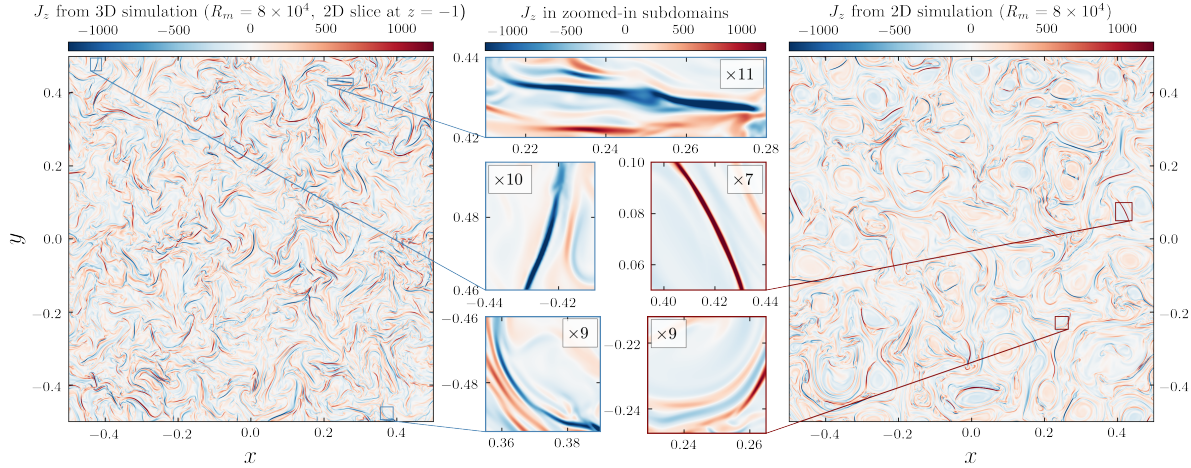 J_z from 3D simulation (R_m = 8 × 10^4, 2D slice at z = −1)
−1000 −500 0 500 1000
0.4
0.2
0.0
−0.2
−0.4
y
−0.4 −0.2 0.0 0.2 0.4
x
J_z in zoomed-in subdomains
−1000 −500 0 500 1000
0.44
0.42
×11
0.22 0.24 0.26 0.28
×10
0.48
0.46
−0.44 −0.42
×7
0.10
0.08
0.06
0.40 0.42 0.44
×9
−0.46
−0.48
0.36 0.38
×9
−0.22
−0.24
0.24 0.26
J_z from 2D simulation (R_m = 8 × 10^4)
−1000 −500 0 500 1000
0.4
0.2
0.0
−0.2
−0.4
−0.4 −0.2 0.0 0.2 0.4
x